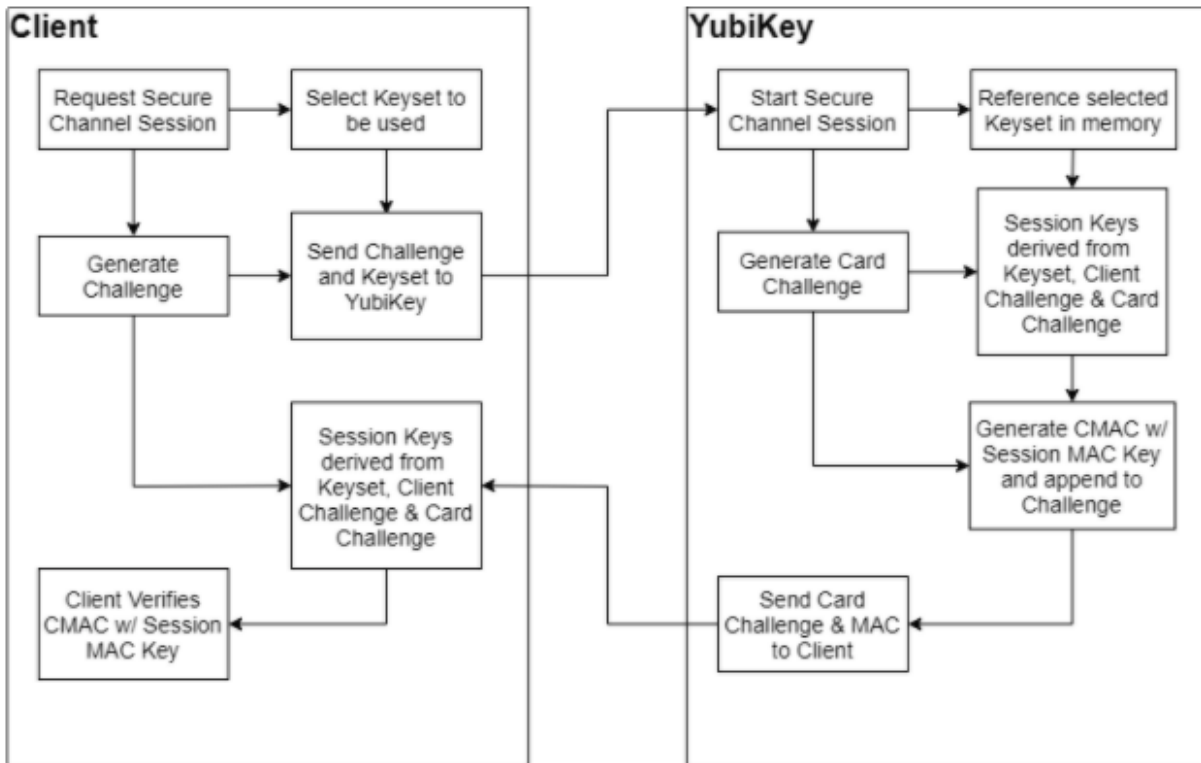 Client
Request Secure
Channel Session
Select Keyset to
be used
Generate
Challenge
Send Challenge
and Keyset to
YubiKey
Session Keys
derived from
Keyset, Client
Challenge & Card
Challenge
Client Verifies
CMAC w/ Session
MAC Key
YubiKey
Start Secure
Channel Session
Reference selected
Keyset in memory
Generate Card
Challenge
Session Keys
derived from
Keyset, Client
Challenge & Card
Challenge
Generate CMAC w/
Session MAC Key
and append to
Challenge
Send Card
Challenge & MAC
to Client